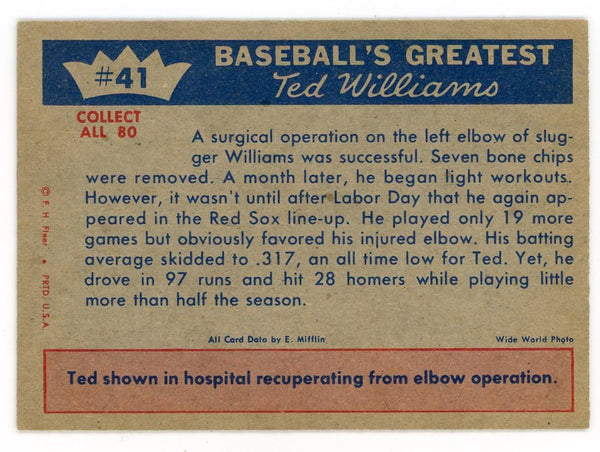 #41
BASEBALL'S GREATEST
Ted Williams
COLLECT
ALL 80
A surgical operation on the left elbow of slug-
ger Williams was successful. Seven bone chips
were removed. A month later, he began light workouts.
However, it wasn't until after Labor Day that he again ap-
peared in the Red Sox line-up. He played only 19 more
games but obviously favored his injured elbow. His batting
average skidded to .317, an all time low for Ted. Yet, he
drove in 97 runs and hit 28 homers while playing little
more than half the season.
© F. H. Fleer • PRTD: U.S.A.
All Card Data by E. Mifflin
Wide World Photo
Ted shown in hospital recuperating from elbow operation.